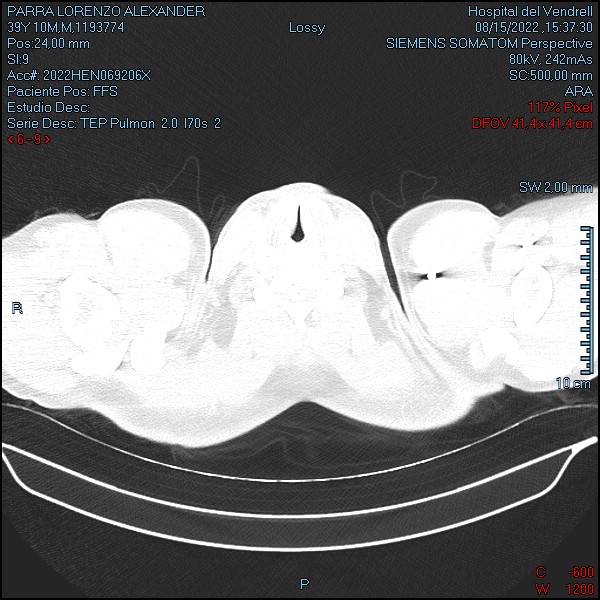 PARRA LORENZO ALEXANDER
39Y 10M,M,1193774
Pos:24,00 mm
SI:9
Acc#: 2022HEN069206X
Paciente Pos: FFS
Estudio Desc:
Serie Desc: TEP Pulmon 2.0 I70s 2
<6-9>
Lossy
Hospital del Vendrell
08/15/2022 ,15:37:30
SIEMENS SOMATOM Perspective
80kV, 242mAs
SC:500,00 mm
ARA
117% Pixel
DFOV 41,4 x 41,4 cm
SW 2.00 mm
R
10 cm
P
C -600
W 1200